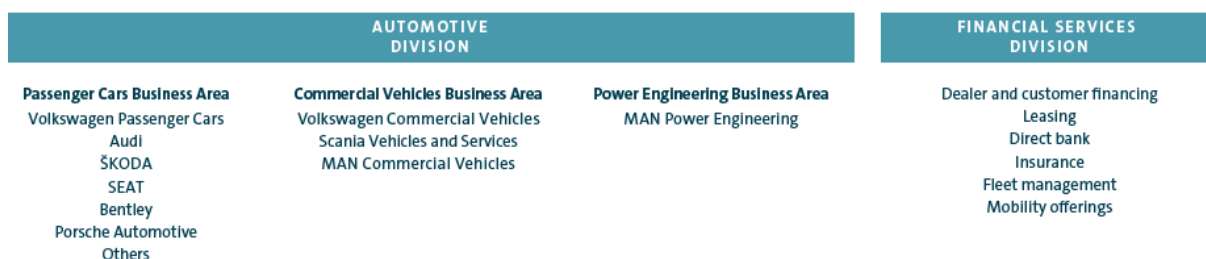 AUTOMOTIVE
DIVISION
FINANCIAL SERVICES
DIVISION
Passenger Cars Business Area
Volkswagen Passenger Cars
Audi
ŠKODA
SEAT
Bentley
Porsche Automotive
Others
Commercial Vehicles Business Area
Volkswagen Commercial Vehicles
Scania Vehicles and Services
MAN Commercial Vehicles
Power Engineering Business Area
MAN Power Engineering
Dealer and customer financing
Leasing
Direct bank
Insurance
Fleet management
Mobility offerings